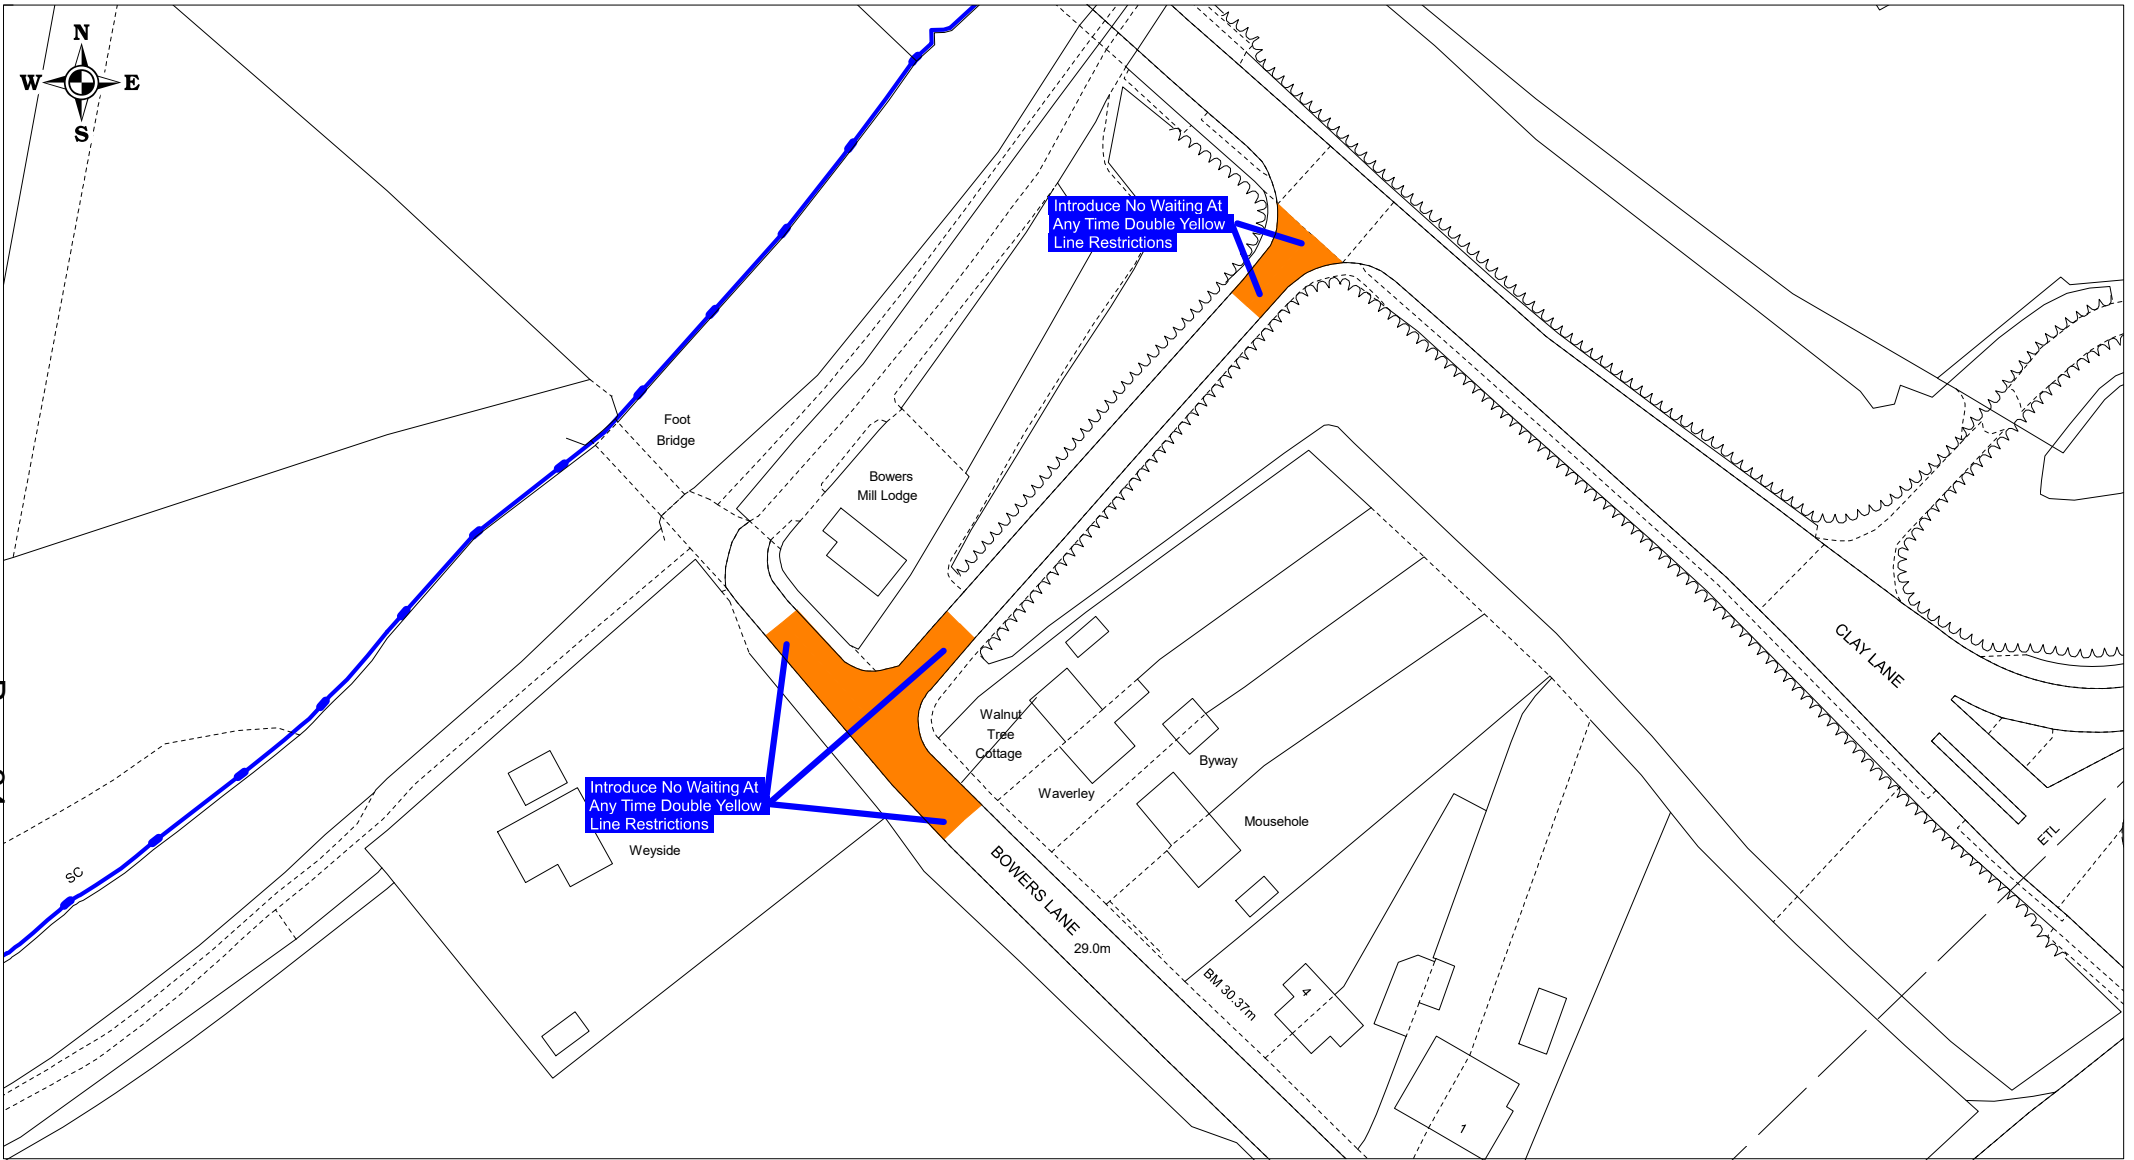 N
W E
S
Introduce No Waiting At
Any Time Double Yellow
Line Restrictions
Foot
Bridge
Bowers
Mill Lodge
CLAY LANE
Walnut
Tree
Cottage
Byway
Waverley
Mousehole
Introduce No Waiting At
Any Time Double Yellow
Line Restrictions
Weyside
ETL
SC
BOWERS LANE
29.0m
BM 30.37m
4
1